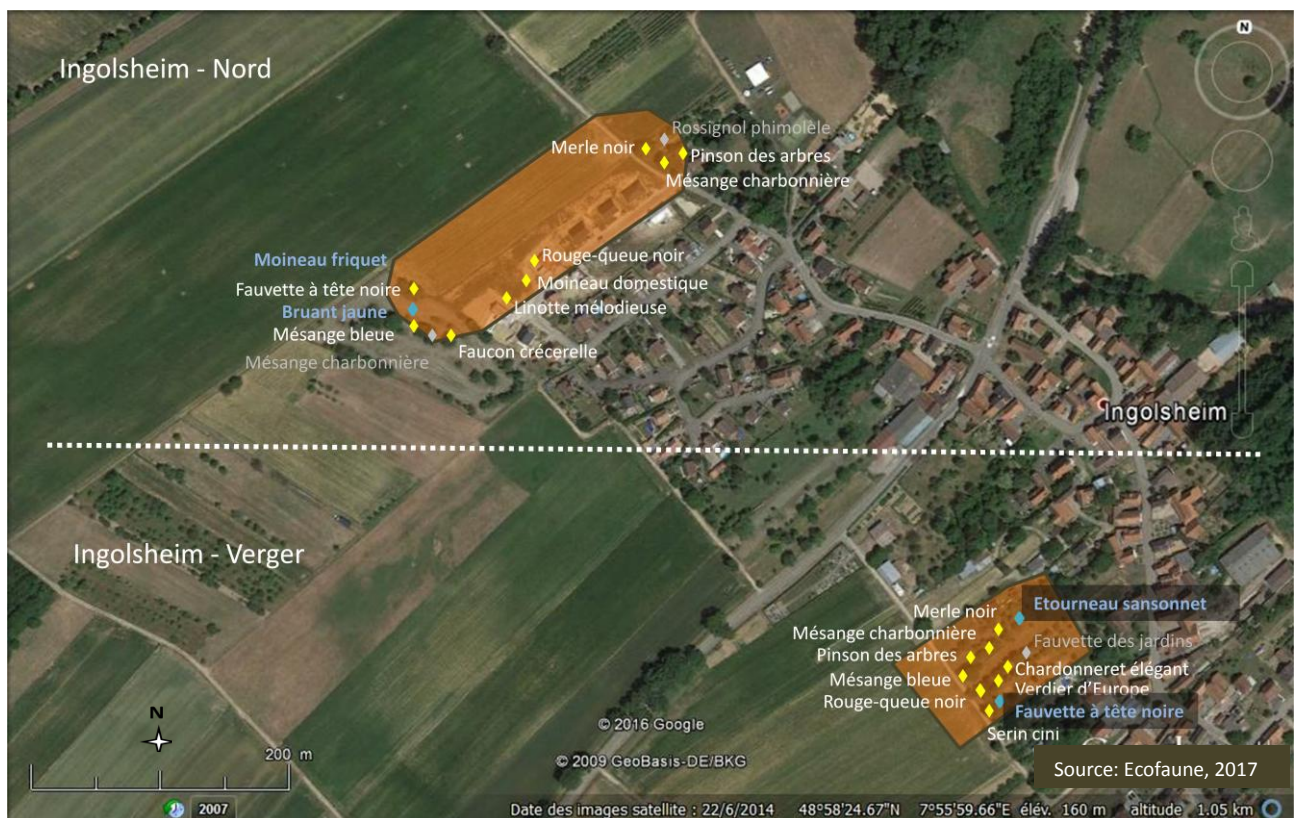 Ingolsheim - Nord
N
Rossignol phimolèle
Merle noir
Pinson des arbres
Mésange charbonnière
Moineau friquet
Rouge-queue noir
Fauvette à tête noire
Moineau domestique
Bruant jaune
Linotte mélodieuse
Mésange bleue
Faucon crécerelle
Mésange charbonnière
Ingolsheim
Ingolsheim - Verger
Etourneau sansonnet
Merle noir
Mésange charbonnière
Fauvette des jardins
Pinson des arbres
Chardonneret élégant
Mésange bleue
Verdier d'Europe
Rouge-queue noir
Fauvette à tête noire
Serin cini
N
200 m
© 2016 Google
© 2009 GeoBasis-DE/BKG
Source: Ecofaune, 2017
2007
Date des images satellite : 22/6/2014 48°58'24.67"N 7°55'59.66"E élév. 160 m altitude 1.05 km